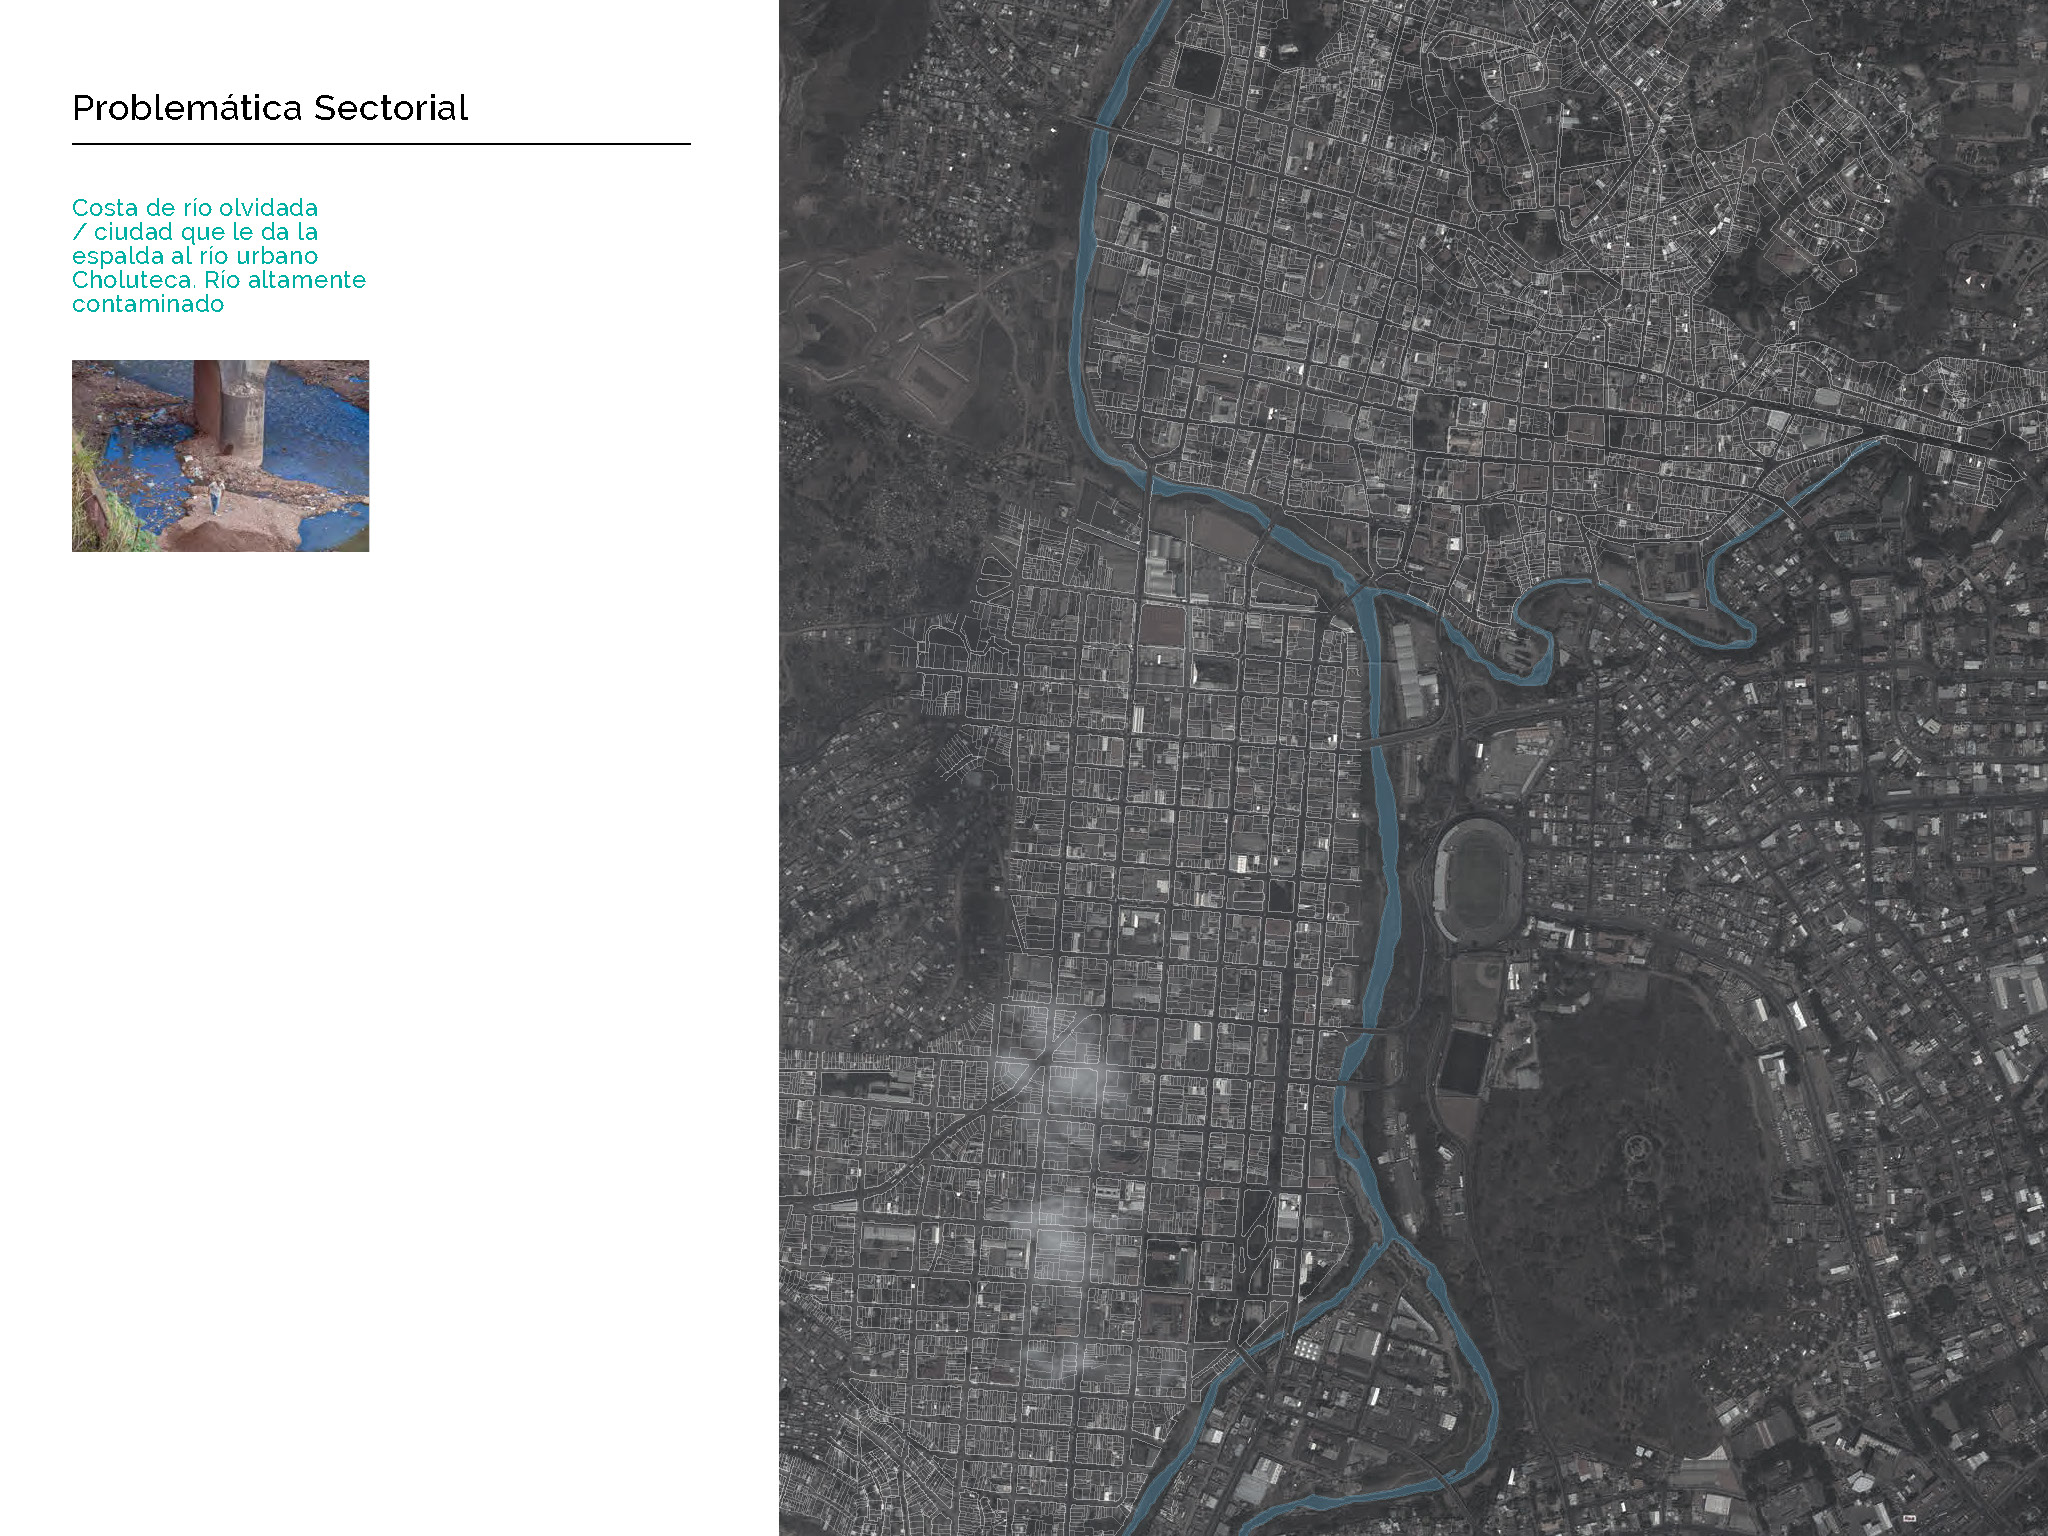 Problemática Sectorial
Costa de río olvidada
/ ciudad que le da la
espalda al río urbano
Choluteca. Río altamente
contaminado